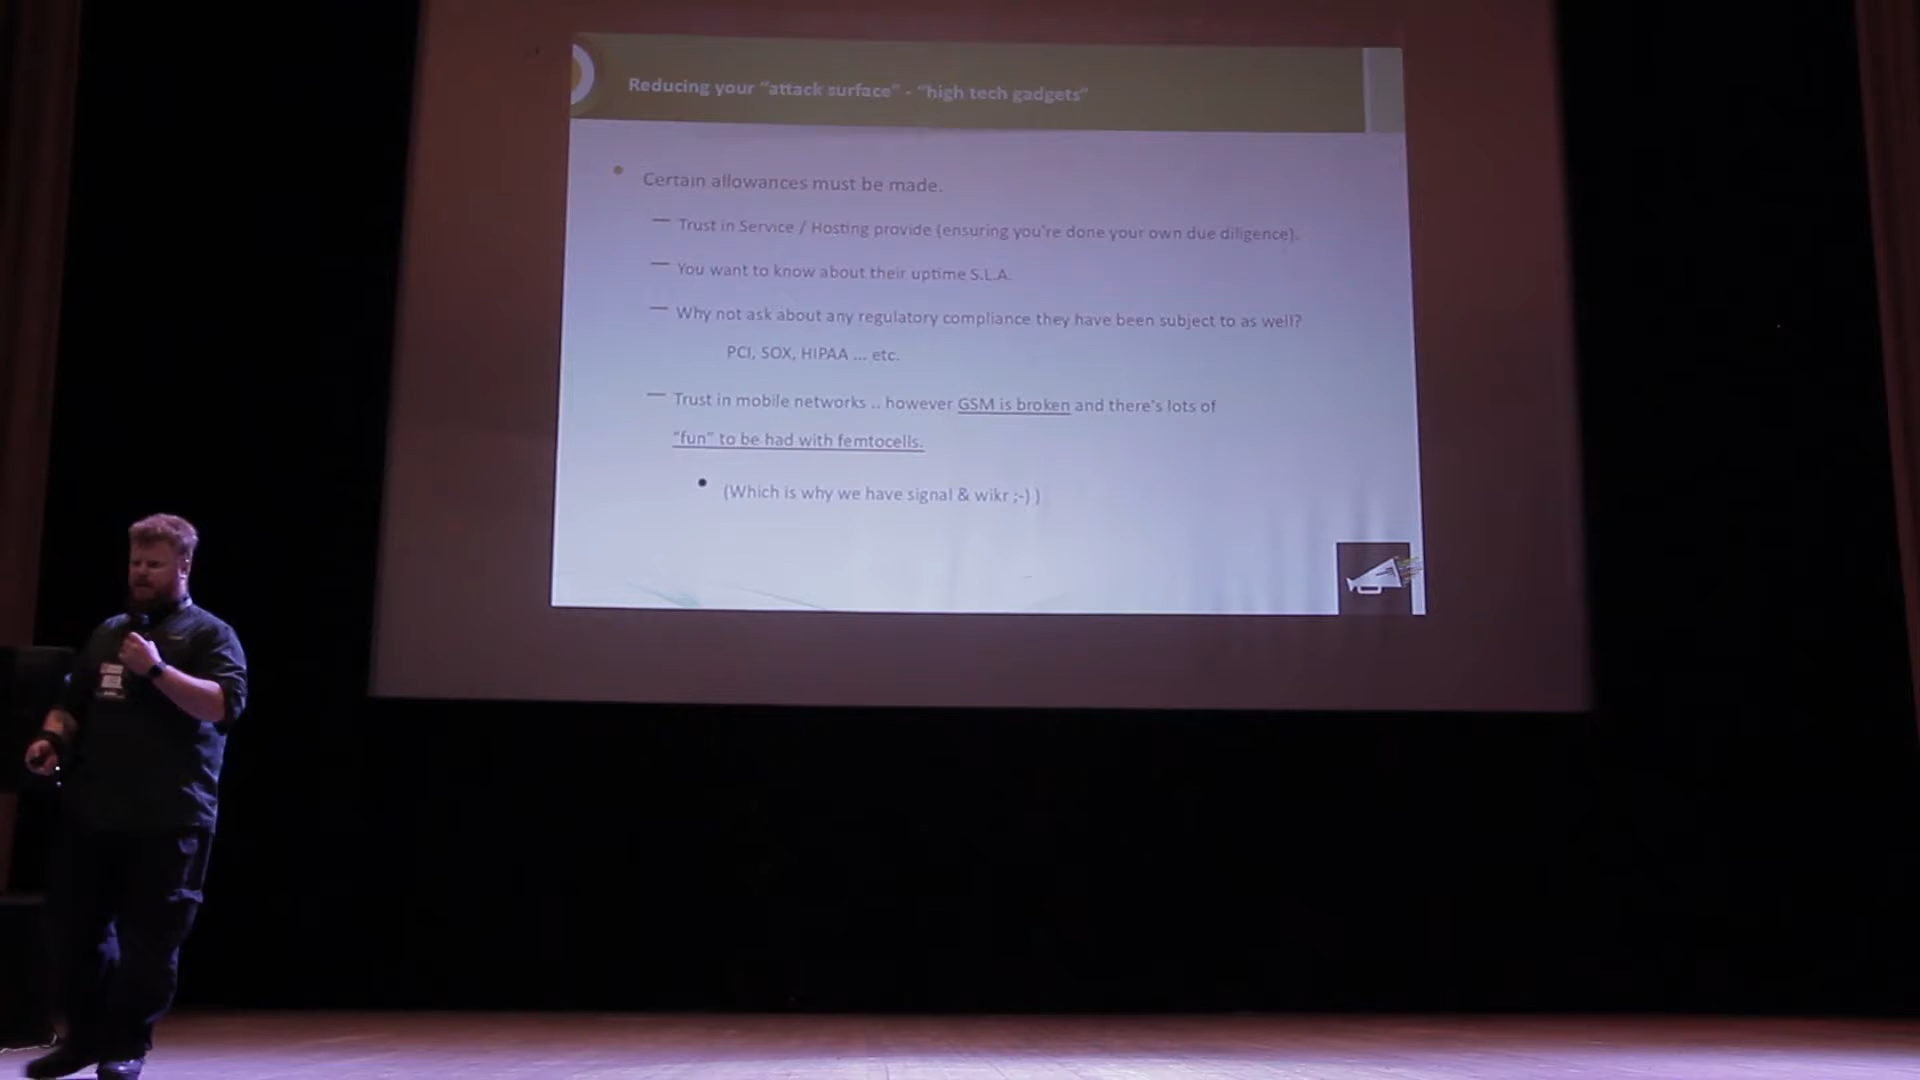 Reducing your “attack surface” - “high tech gadgets”
Certain allowances must be made.
Trust in Service / Hosting provide (ensuring you're done your own due diligence).
You want to know about their uptime S.L.A.
Why not ask about any regulatory compliance they have been subject to as well?
PCI, SOX, HIPAA ... etc.
Trust in mobile networks .. however GSM is broken and there's lots of
“fun” to be had with femtocells.
(Which is why we have signal & wikr ;-) )